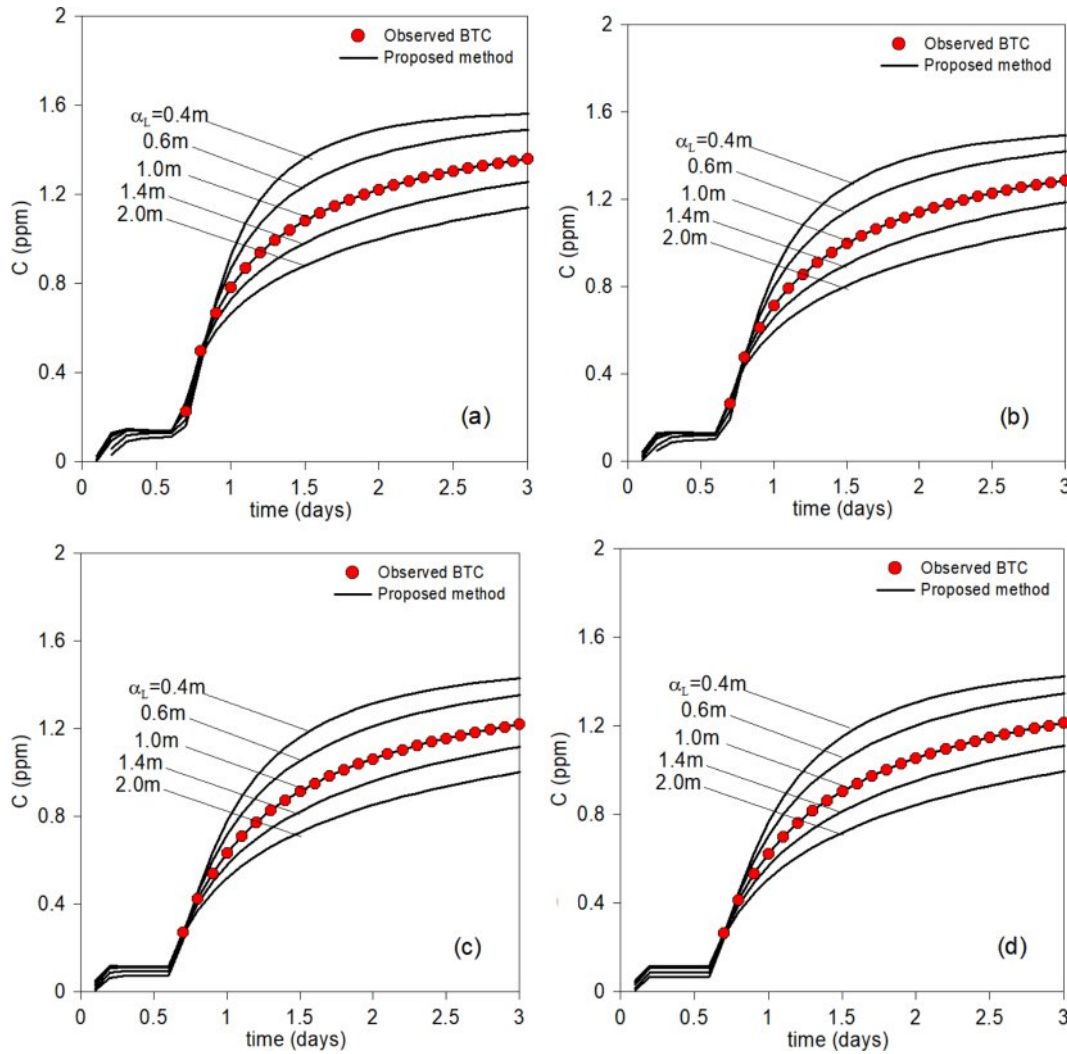 2
Observed BTC
Proposed method
1.6
αL=0.4m
0.6m
1.0m
1.4m
2.0m
1.2
0.8
0.4
0
C (ppm)
(a)
0 0.5 1 1.5 2 2.5 3
time (days)
2
Observed BTC
Proposed method
1.6
αL=0.4m
0.6m
1.0m
1.4m
2.0m
1.2
0.8
0.4
0
C (ppm)
(b)
0 0.5 1 1.5 2 2.5 3
time (days)
2
Observed BTC
Proposed method
1.6
αL=0.4m
0.6m
1.0m
1.4m
2.0m
1.2
0.8
0.4
0
C (ppm)
(c)
0 0.5 1 1.5 2 2.5 3
time (days)
2
Observed BTC
Proposed method
1.6
αL=0.4m
0.6m
1.0m
1.4m
2.0m
1.2
0.8
0.4
0
C (ppm)
(d)
0 0.5 1 1.5 2 2.5 3
time (days)